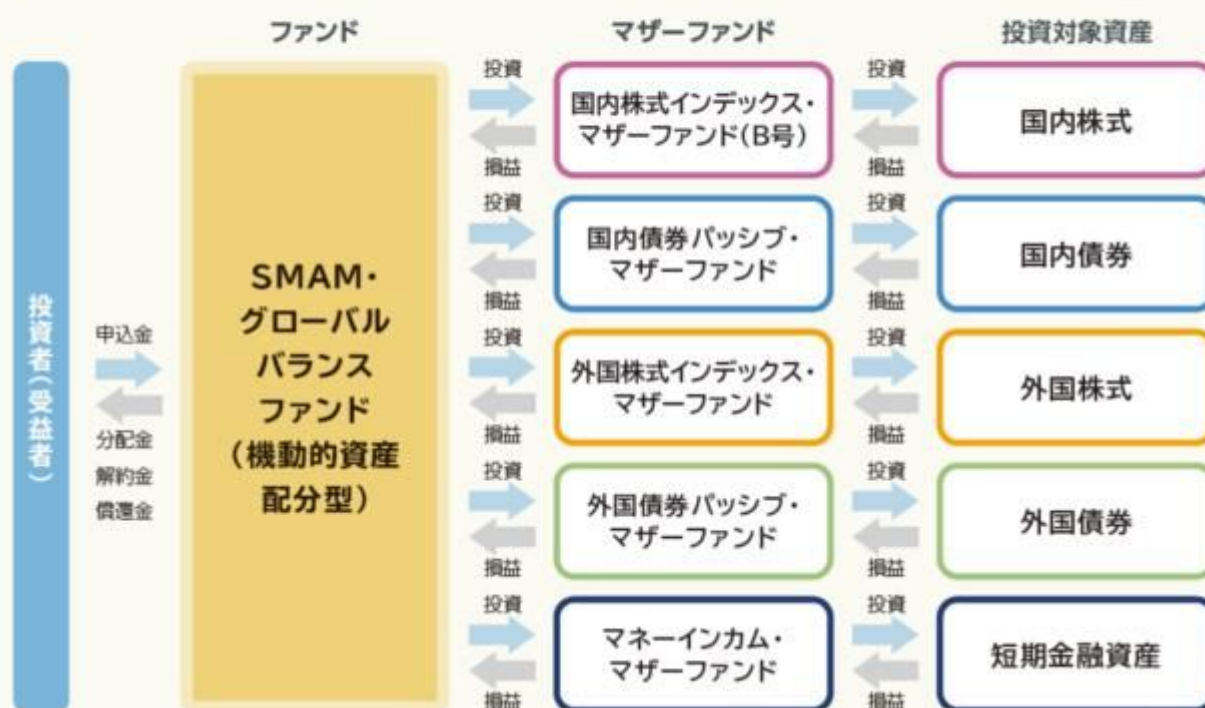 ファンド
マザーファンド
投資対象資産
投資者(受益者)
申込金
分配金
解約金
償還金
SMAM・
グローバル
バランス
ファンド
(機動的資産
配分型)
投資
損益
国内株式インデックス・
マザーファンド(B号)
投資
損益
国内株式
投資
損益
国内債券パッシブ・
マザーファンド
投資
損益
国内債券
投資
損益
外国株式インデックス・
マザーファンド
投資
損益
外国株式
投資
損益
外国債券パッシブ・
マザーファンド
投資
損益
外国債券
投資
損益
マネーインカム・
マザーファンド
投資
損益
短期金融資産